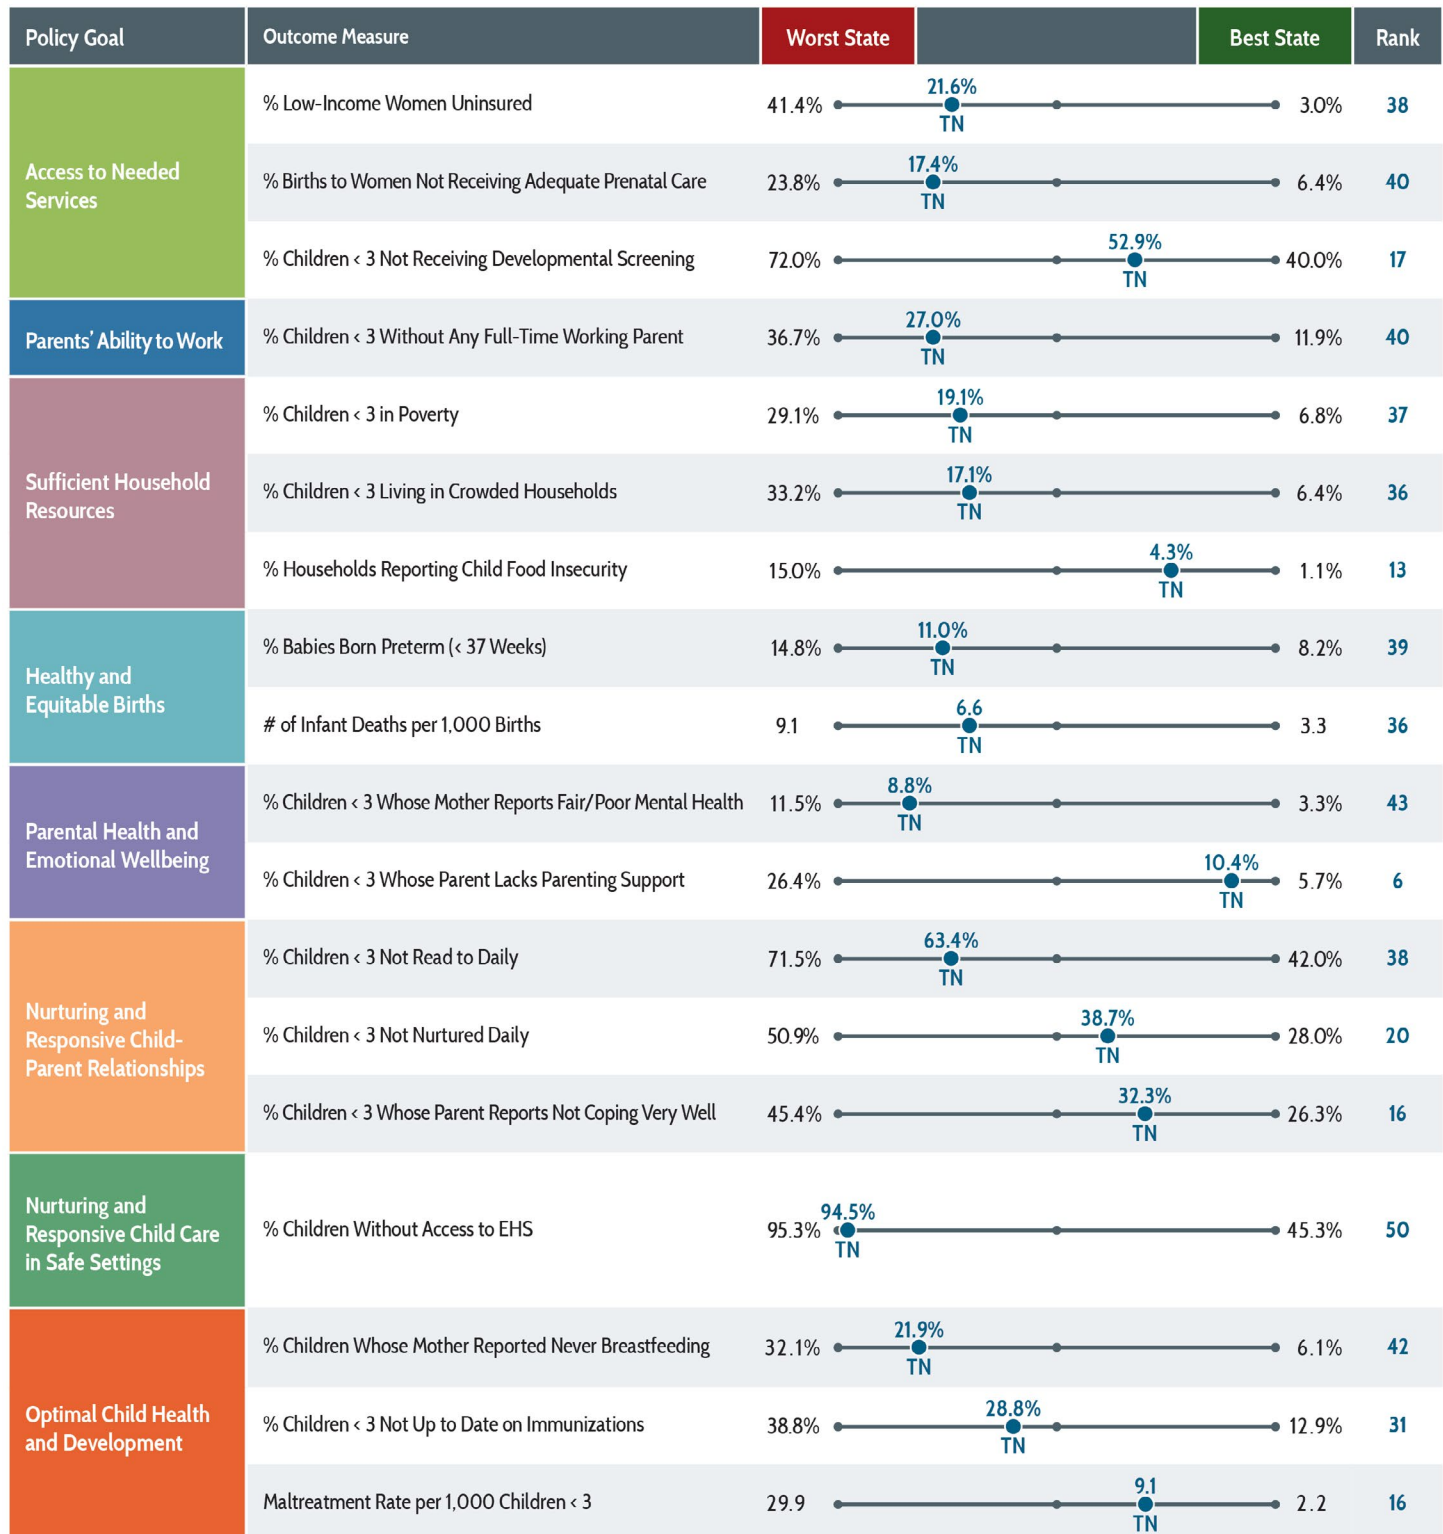 Policy Goal Outcome Measure Worst State Best State Rank
Access to Needed
Services
% Low-Income Women Uninsured 41.4% 21.6% TN 3.0% 38
% Births to Women Not Receiving Adequate Prenatal Care 23.8% 17.4% TN 6.4% 40
% Children < 3 Not Receiving Developmental Screening 72.0% 52.9% TN 40.0% 17
Parents' Ability to Work
% Children < 3 Without Any Full-Time Working Parent 36.7% 27.0% TN 11.9% 40
Sufficient Household
Resources
% Children < 3 in Poverty 29.1% 19.1% TN 6.8% 37
% Children < 3 Living in Crowded Households 33.2% 17.1% TN 6.4% 36
% Households Reporting Child Food Insecurity 15.0% 4.3% TN 1.1% 13
Healthy and
Equitable Births
% Babies Born Preterm (< 37 Weeks) 14.8% 11.0% TN 8.2% 39
# of Infant Deaths per 1,000 Births 9.1 6.6 TN 3.3 36
Parental Health and
Emotional Wellbeing
% Children < 3 Whose Mother Reports Fair/Poor Mental Health 11.5% 8.8% TN 3.3% 43
% Children < 3 Whose Parent Lacks Parenting Support 26.4% 10.4% TN 5.7% 6
Nurturing and
Responsive Child-
Parent Relationships
% Children < 3 Not Read to Daily 71.5% 63.4% TN 42.0% 38
% Children < 3 Not Nurtured Daily 50.9% 38.7% TN 28.0% 20
% Children < 3 Whose Parent Reports Not Coping Very Well 45.4% 32.3% TN 26.3% 16
Nurturing and
Responsive Child Care
in Safe Settings
% Children Without Access to EHS 95.3% 94.5% TN 45.3% 50
Optimal Child Health
and Development
% Children Whose Mother Reported Never Breastfeeding 32.1% 21.9% TN 6.1% 42
% Children < 3 Not Up to Date on Immunizations 38.8% 28.8% TN 12.9% 31
Maltreatment Rate per 1,000 Children < 3 29.9 9.1 TN 2.2 16